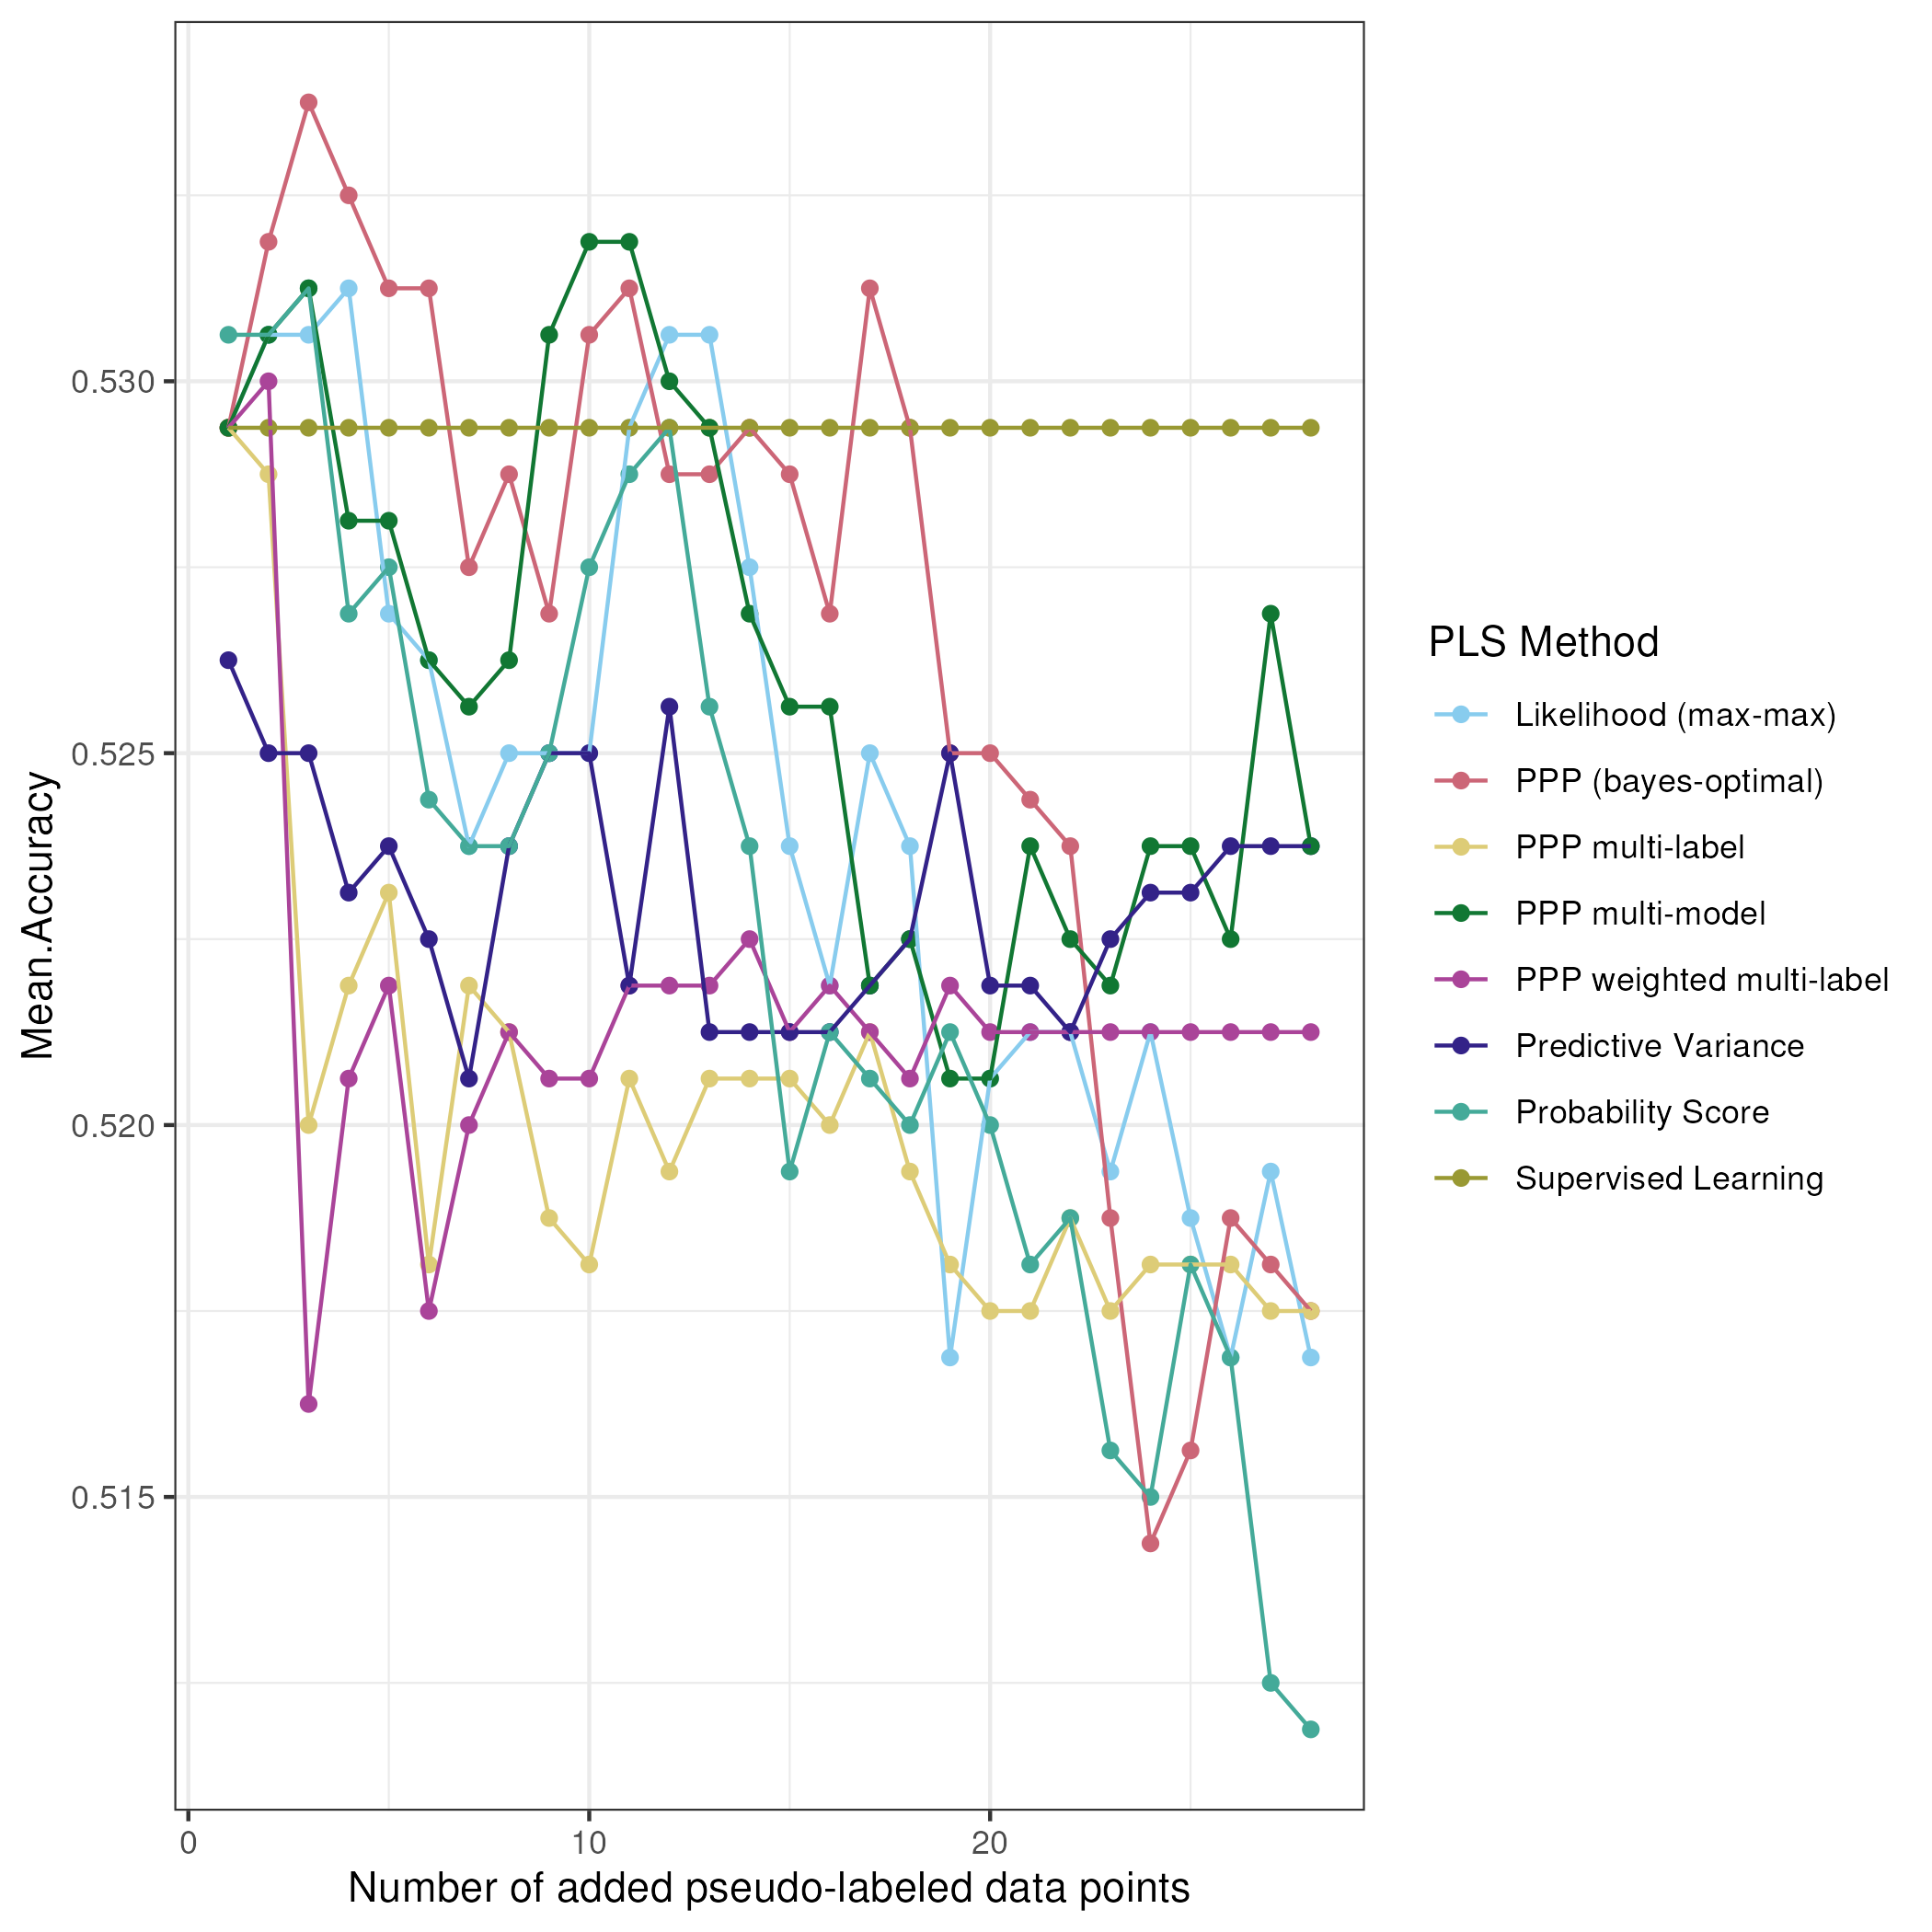 Mean.Accuracy
0.530
0.525
0.520
0.515
0
10
20
Number of added pseudo-labeled data points
PLS Method
Likelihood (max-max)
PPP (bayes-optimal)
PPP multi-label
PPP multi-model
PPP weighted multi-label
Predictive Variance
Probability Score
Supervised Learning